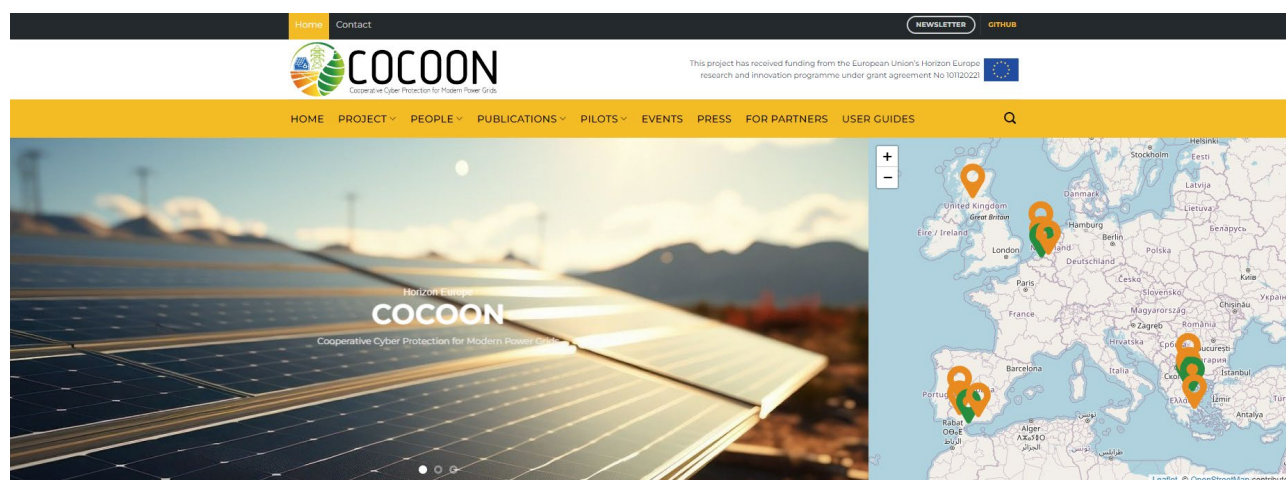 Home Contact NEWSLETTER GITHUB
COCOON
Cooperative Cyber Protection for Modern Power Grids
This project has received funding from the European Union's Horizon Europe
research and innovation programme under grant agreement No 101120221
HOME PROJECT PEOPLE PUBLICATIONS PILOTS EVENTS PRESS FOR PARTNERS USER GUIDES
Horizon Europe
COCOON
Cooperative Cyber Protection for Modern Power Grids
+
−
Helsinki
Stockholm
Eesti
Latvija
Danmark
Lietuva
United Kingdom
Great Britain
Hamburg
Беларусь
Éire / Ireland
Berlin
London
Polska
Deutschland
Česko
Київ
Paris
Slovensko
Chișinău
France
Magyarország
Zagreb
România
Hrvatska
București
Barcelona
Italia
Istanbul
İzmir
Antalya
Rabat
الرباط
Alger
الجزائر
تونس
طرابلس
Leaflet
© OpenStreetMap